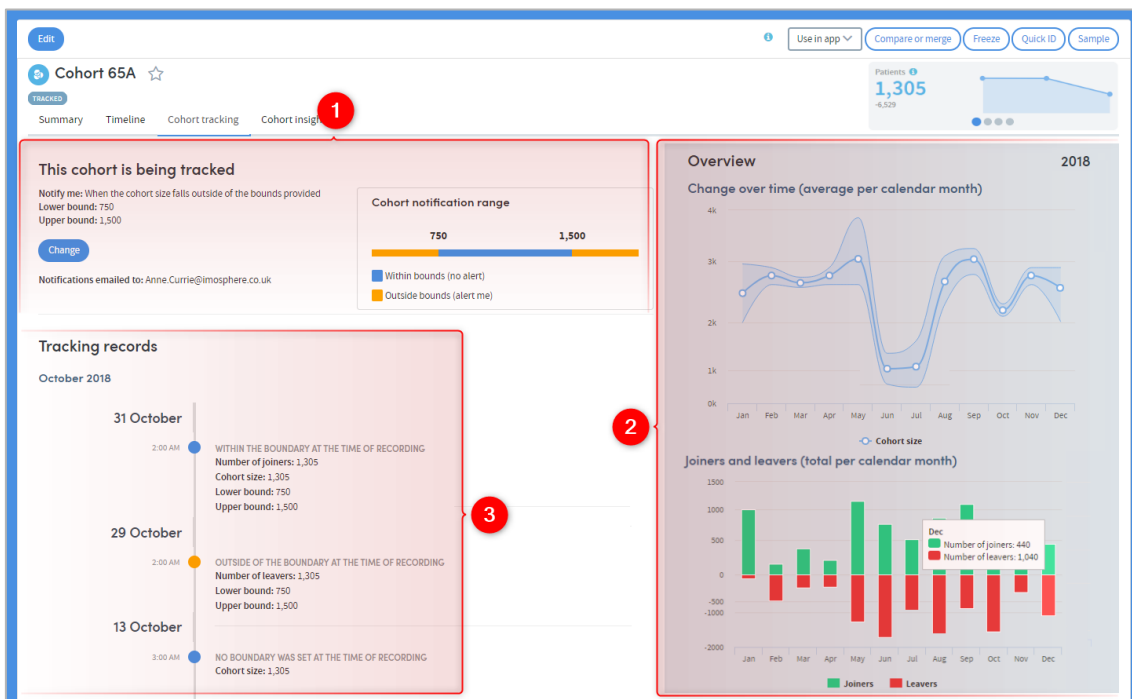 Edit
Use in app
Compare or merge
Freeze
Quick ID
Sample
Cohort 65A
TRACKED
Patients
1,305
-6,529
Summary
Timeline
Cohort tracking
Cohort insigh
1
This cohort is being tracked
Notify me: When the cohort size falls outside of the bounds provided
Lower bound: 750
Upper bound: 1,500
Change
Notifications emailed to: Anne.Currie@imosphere.co.uk
Cohort notification range
750 1,500
Within bounds (no alert)
Outside bounds (alert me)
Tracking records
October 2018
31 October
2:00 AM
WITHIN THE BOUNDARY AT THE TIME OF RECORDING
Number of joiners: 1,305
Cohort size: 1,305
Lower bound: 750
Upper bound: 1,500
29 October
2:00 AM
OUTSIDE OF THE BOUNDARY AT THE TIME OF RECORDING
Number of leavers: 1,305
Lower bound: 750
Upper bound: 1,500
13 October
3:00 AM
NO BOUNDARY WAS SET AT THE TIME OF RECORDING
Cohort size: 1,305
3
2
Overview 2018
Change over time (average per calendar month)
4k
3k
2k
1k
0k
Jan Feb Mar Apr May Jun Jul Aug Sep Oct Nov Dec
Cohort size
Joiners and leavers (total per calendar month)
1500
1000
500
0
-500
-1000
-2000
Dec
Number of joiners: 440
Number of leavers: 1,040
Jan Feb Mar Apr May Jun Jul Aug Sep Oct Nov Dec
Joiners Leavers